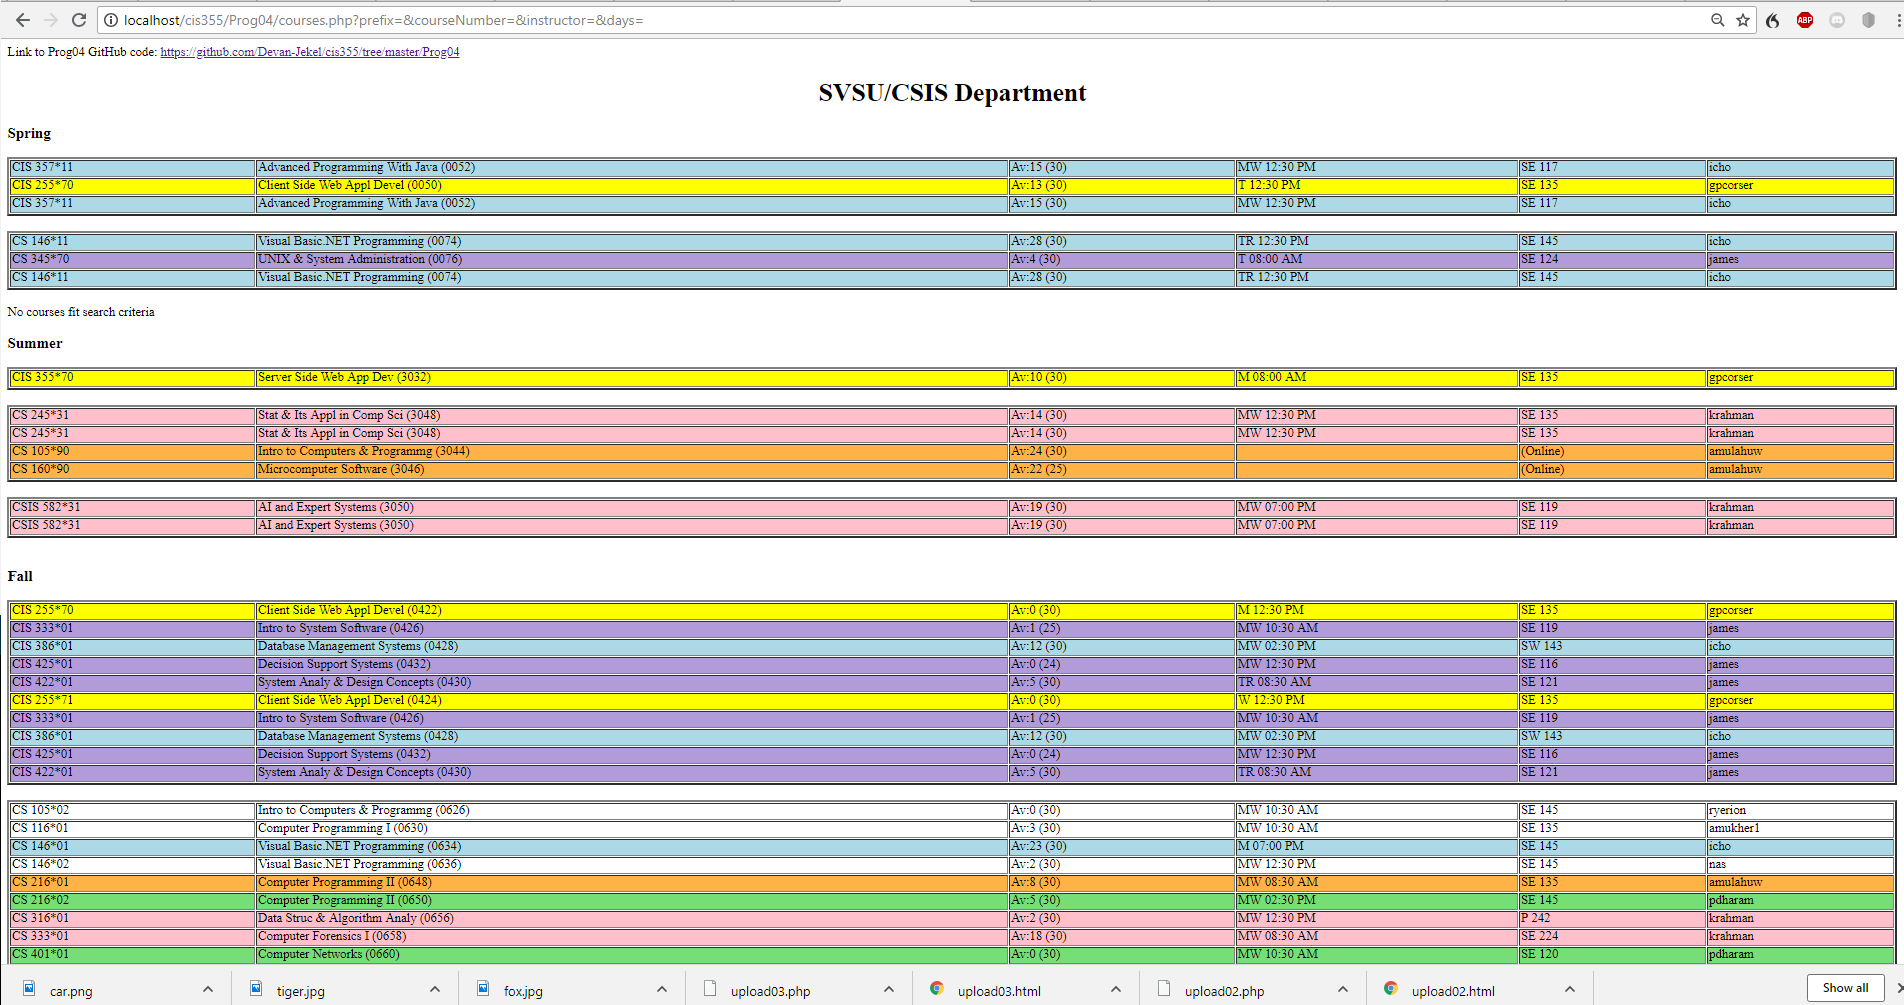 localhost/cis355/Prog04/courses.php?prefix=&courseNumber=&instructor=&days=
ABP
Link to Prog04 GitHub code: https://github.com/Devan-Jekel/cis355/tree/master/Prog04
SVSU/CSIS Department
Spring
CIS 357*11 Advanced Programming With Java (0052) Av:15 (30) MW 12:30 PM SE 117 icho
CIS 255*70 Client Side Web Appl Devel (0050) Av:13 (30) T 12:30 PM SE 135 gpcorser
CIS 357*11 Advanced Programming With Java (0052) Av:15 (30) MW 12:30 PM SE 117 icho
CS 146*11 Visual Basic.NET Programming (0074) Av:28 (30) TR 12:30 PM SE 145 icho
CS 345*70 UNIX & System Administration (0076) Av:4 (30) T 08:00 AM SE 124 james
CS 146*11 Visual Basic.NET Programming (0074) Av:28 (30) TR 12:30 PM SE 145 icho
No courses fit search criteria
Summer
CIS 355*70 Server Side Web App Dev (3032) Av:10 (30) M 08:00 AM SE 135 gpcorser
CS 245*31 Stat & Its Appl in Comp Sci (3048) Av:14 (30) MW 12:30 PM SE 135 krahman
CS 245*31 Stat & Its Appl in Comp Sci (3048) Av:14 (30) MW 12:30 PM SE 135 krahman
CS 105*90 Intro to Computers & Programmg (3044) Av:24 (30) (Online) amulahuw
CS 160*90 Microcomputer Software (3046) Av:22 (25) (Online) amulahuw
CSIS 582*31 AI and Expert Systems (3050) Av:19 (30) MW 07:00 PM SE 119 krahman
CSIS 582*31 AI and Expert Systems (3050) Av:19 (30) MW 07:00 PM SE 119 krahman
Fall
CIS 255*70 Client Side Web Appl Devel (0422) Av:0 (30) M 12:30 PM SE 135 gpcorser
CIS 333*01 Intro to System Software (0426) Av:1 (25) MW 10:30 AM SE 119 james
CIS 386*01 Database Management Systems (0428) Av:12 (30) MW 02:30 PM SW 143 icho
CIS 425*01 Decision Support Systems (0432) Av:0 (24) MW 12:30 PM SE 116 james
CIS 422*01 System Analy & Design Concepts (0430) Av:5 (30) TR 08:30 AM SE 121 james
CIS 255*71 Client Side Web Appl Devel (0424) Av:0 (30) W 12:30 PM SE 135 gpcorser
CIS 333*01 Intro to System Software (0426) Av:1 (25) MW 10:30 AM SE 119 james
CIS 386*01 Database Management Systems (0428) Av:12 (30) MW 02:30 PM SW 143 icho
CIS 425*01 Decision Support Systems (0432) Av:0 (24) MW 12:30 PM SE 116 james
CIS 422*01 System Analy & Design Concepts (0430) Av:5 (30) TR 08:30 AM SE 121 james
CS 105*02 Intro to Computers & Programmg (0626) Av:0 (30) MW 10:30 AM SE 145 ryerion
CS 116*01 Computer Programming I (0630) Av:3 (30) MW 10:30 AM SE 135 amukher1
CS 146*01 Visual Basic.NET Programming (0634) Av:23 (30) M 07:00 PM SE 145 icho
CS 146*02 Visual Basic.NET Programming (0636) Av:2 (30) MW 12:30 PM SE 145 nas
CS 216*01 Computer Programming II (0648) Av:8 (30) MW 08:30 AM SE 135 amulahuw
CS 216*02 Computer Programming II (0650) Av:5 (30) MW 02:30 PM SE 145 pdharam
CS 316*01 Data Struc & Algorithm Analy (0656) Av:2 (30) MW 12:30 PM P 242 krahman
CS 333*01 Computer Forensics I (0658) Av:18 (30) MW 08:30 AM SE 224 krahman
CS 401*01 Computer Networks (0660) Av:0 (30) MW 10:30 AM SE 120 pdharam
car.png tiger.jpg fox.jpg upload03.php upload03.html upload02.php upload02.html Show all